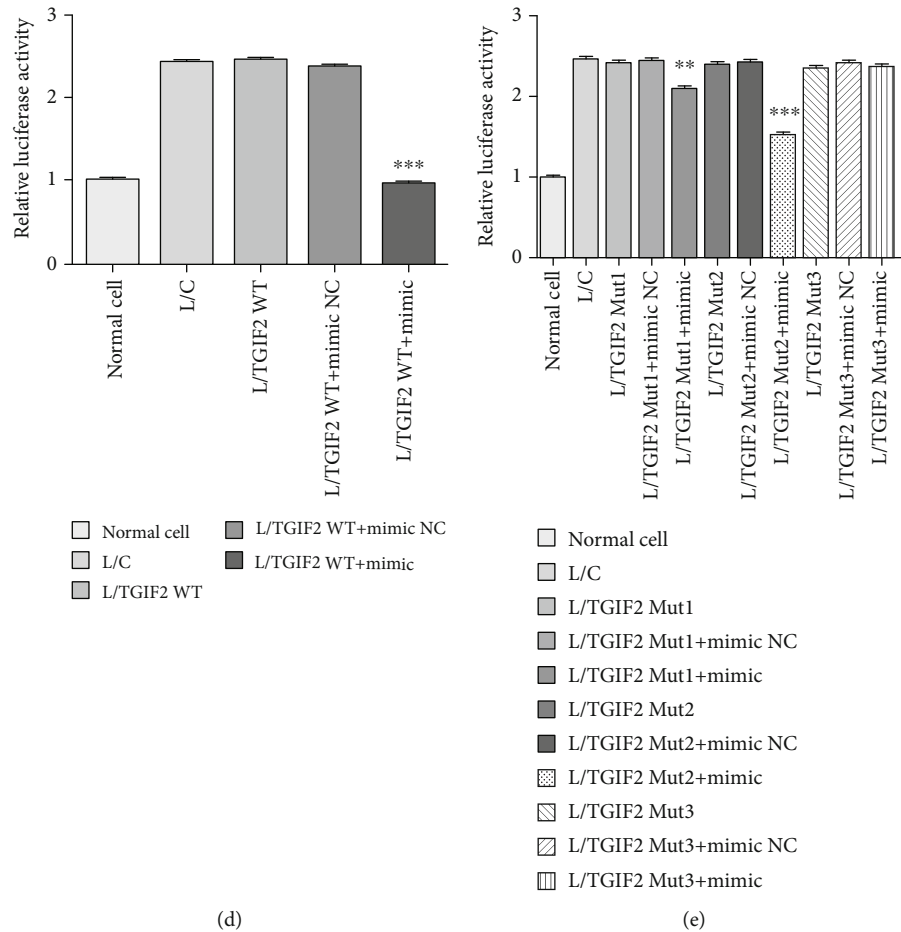 3
2
1
0
Relative luciferase activity
***
Normal cell
L/C
L/TGIF2 WT
L/TGIF2 WT+mimic NC
L/TGIF2 WT+mimic
Normal cell
L/C
L/TGIF2 WT
L/TGIF2 WT+mimic NC
L/TGIF2 WT+mimic
(d)
3
2
1
0
Relative luciferase activity
**
***
Normal cell
L/C
L/TGIF2 Mut1
L/TGIF2 Mut1+mimic NC
L/TGIF2 Mut1+mimic
L/TGIF2 Mut2
L/TGIF2 Mut2+mimic NC
L/TGIF2 Mut2+mimic
L/TGIF2 Mut3
L/TGIF2 Mut3+mimic NC
L/TGIF2 Mut3+mimic
Normal cell
L/C
L/TGIF2 Mut1
L/TGIF2 Mut1+mimic NC
L/TGIF2 Mut1+mimic
L/TGIF2 Mut2
L/TGIF2 Mut2+mimic NC
L/TGIF2 Mut2+mimic
L/TGIF2 Mut3
L/TGIF2 Mut3+mimic NC
L/TGIF2 Mut3+mimic
(e)